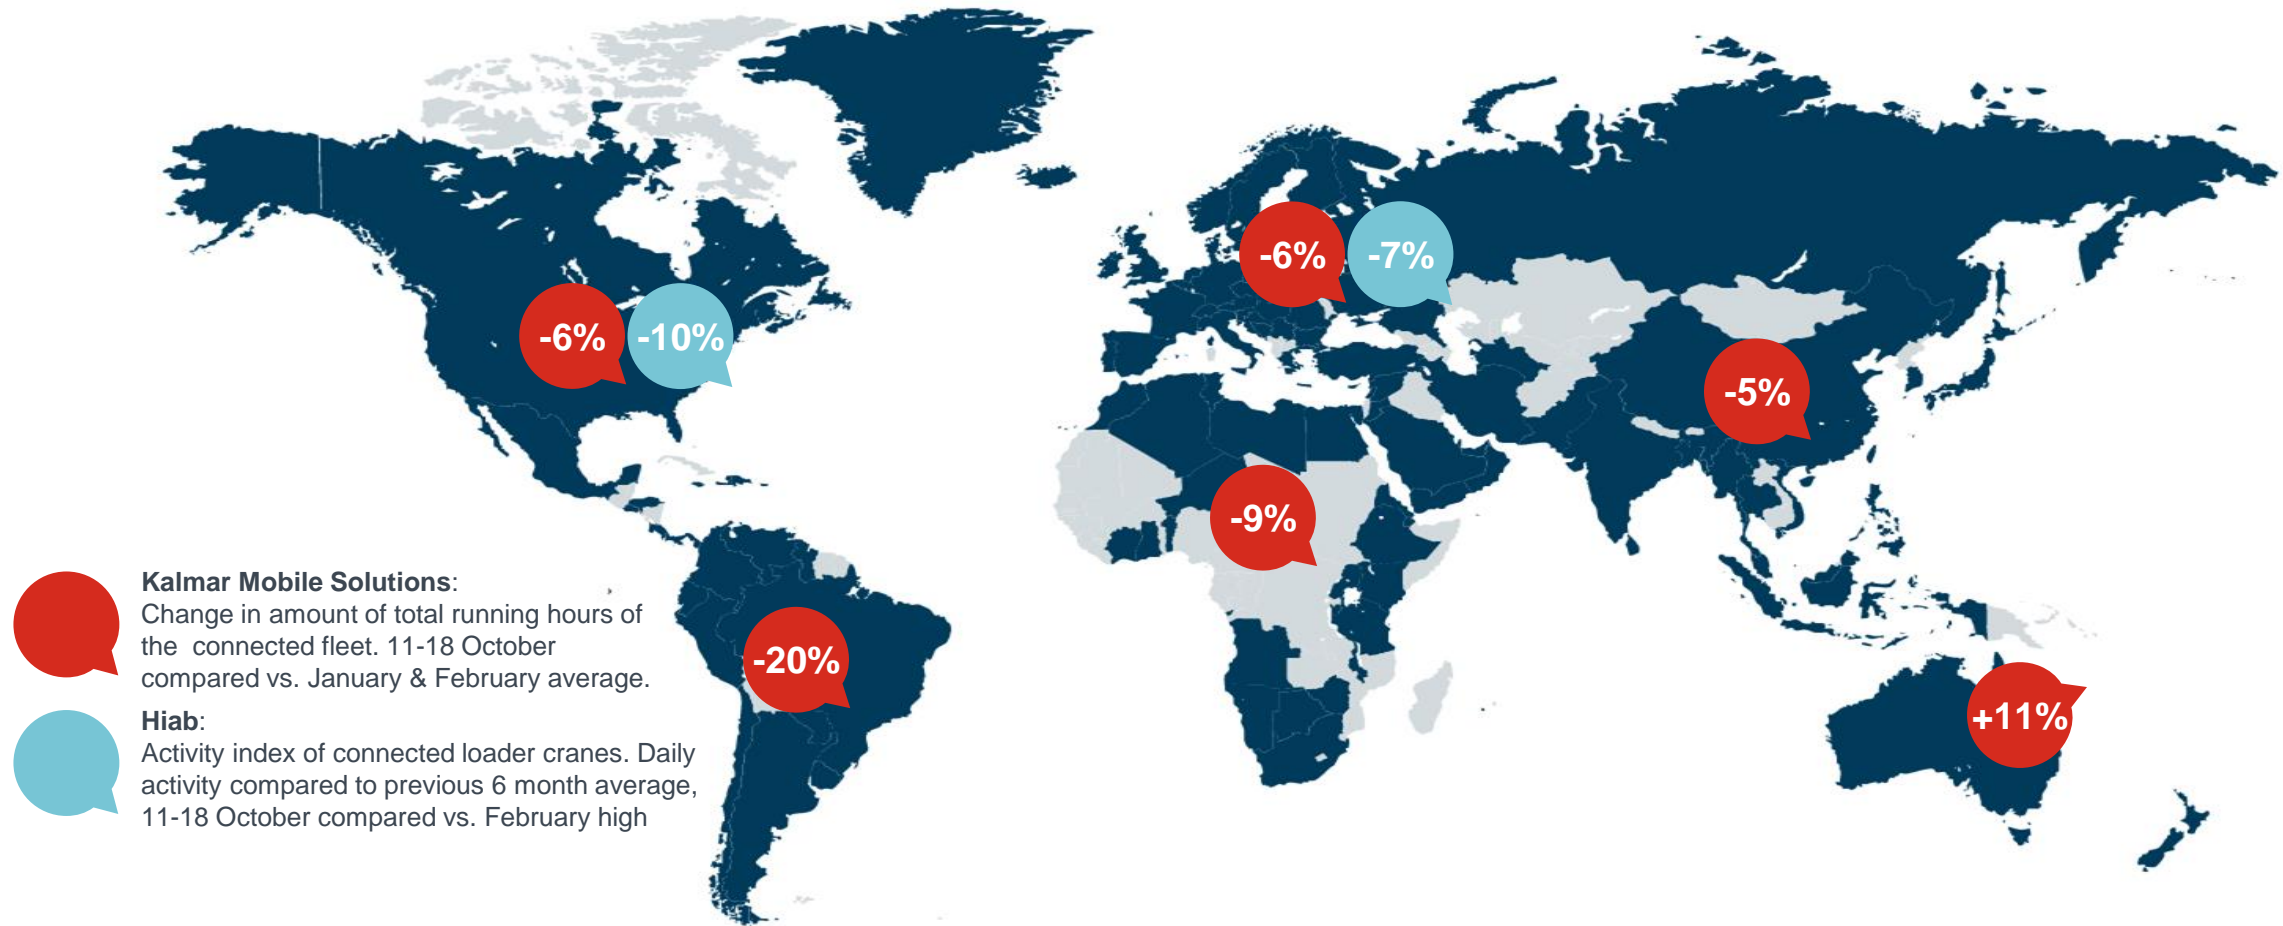 -6%
-7%
-6%
-10%
-5%
-9%
-20%
+11%
Kalmar Mobile Solutions:
Change in amount of total running hours of
the connected fleet. 11-18 October
compared vs. January & February average.
Hiab:
Activity index of connected loader cranes. Daily
activity compared to previous 6 month average,
11-18 October compared vs. February high